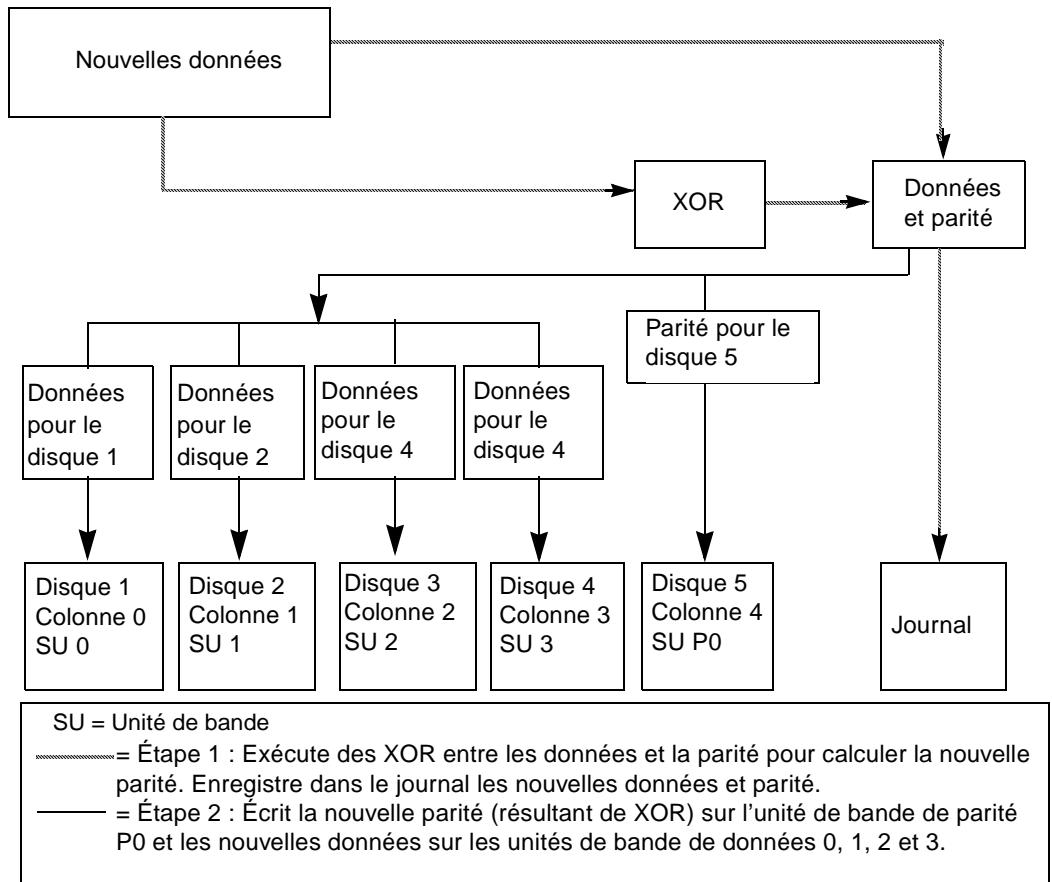 Nouvelles données
XOR
Données
et parité
Parité pour le
disque 5
Données
pour le
disque 1
Données
pour le
disque 2
Données
pour le
disque 4
Données
pour le
disque 4
Disque 1
Colonne 0
SU 0
Disque 2
Colonne 1
SU 1
Disque 3
Colonne 2
SU 2
Disque 4
Colonne 3
SU 3
Disque 5
Colonne 4
SU P0
Journal
SU = Unité de bande
= Étape 1 : Exécute des XOR entre les données et la parité pour calculer la nouvelle
parité. Enregistre dans le journal les nouvelles données et parité.
= Étape 2 : Écrit la nouvelle parité (résultant de XOR) sur l’unité de bande de parité
P0 et les nouvelles données sur les unités de bande de données 0, 1, 2 et 3.